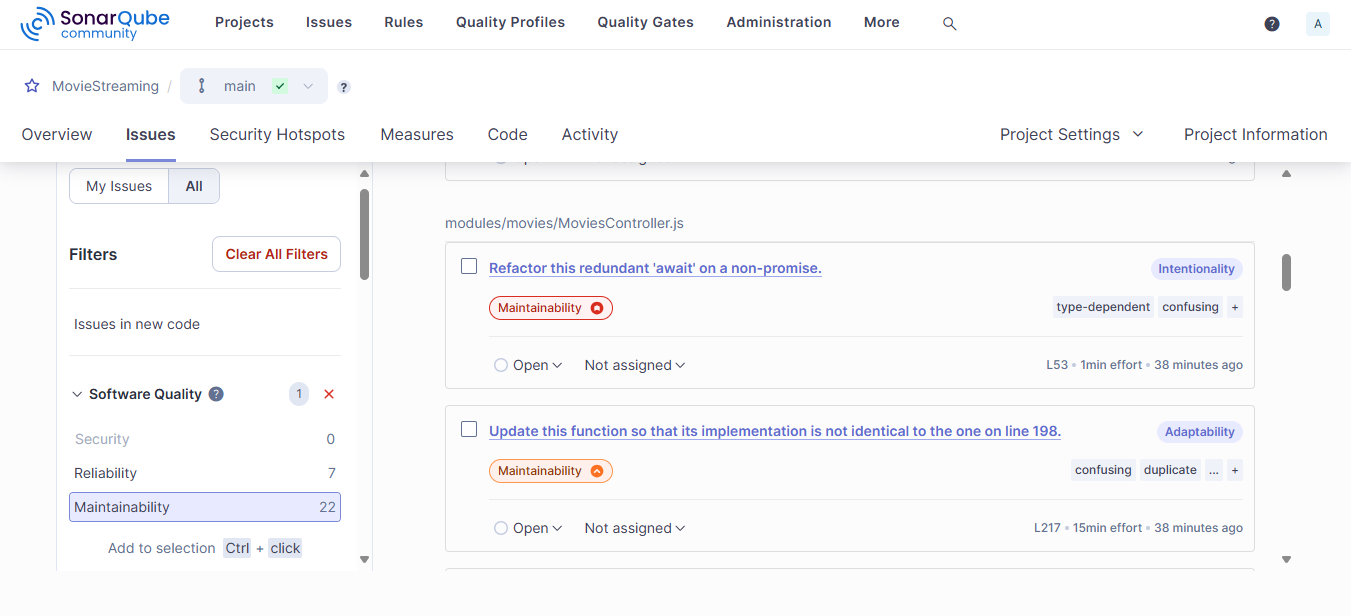 SonarQube community Projects Issues Rules Quality Profiles Quality Gates Administration More ? A
MovieStreaming / main ?
Overview Issues Security Hotspots Measures Code Activity Project Settings Project Information
My Issues All
Filters Clear All Filters
Issues in new code
Software Quality ? 1
Security 0
Reliability 7
Maintainability 22
Add to selection Ctrl + click
modules/movies/MoviesController.js
Refactor this redundant 'await' on a non-promise. Intentionality
Maintainability type-dependent confusing +
Open Not assigned L53 • 1min effort • 38 minutes ago
Update this function so that its implementation is not identical to the one on line 198. Adaptability
Maintainability confusing duplicate ... +
Open Not assigned L217 • 15min effort • 38 minutes ago